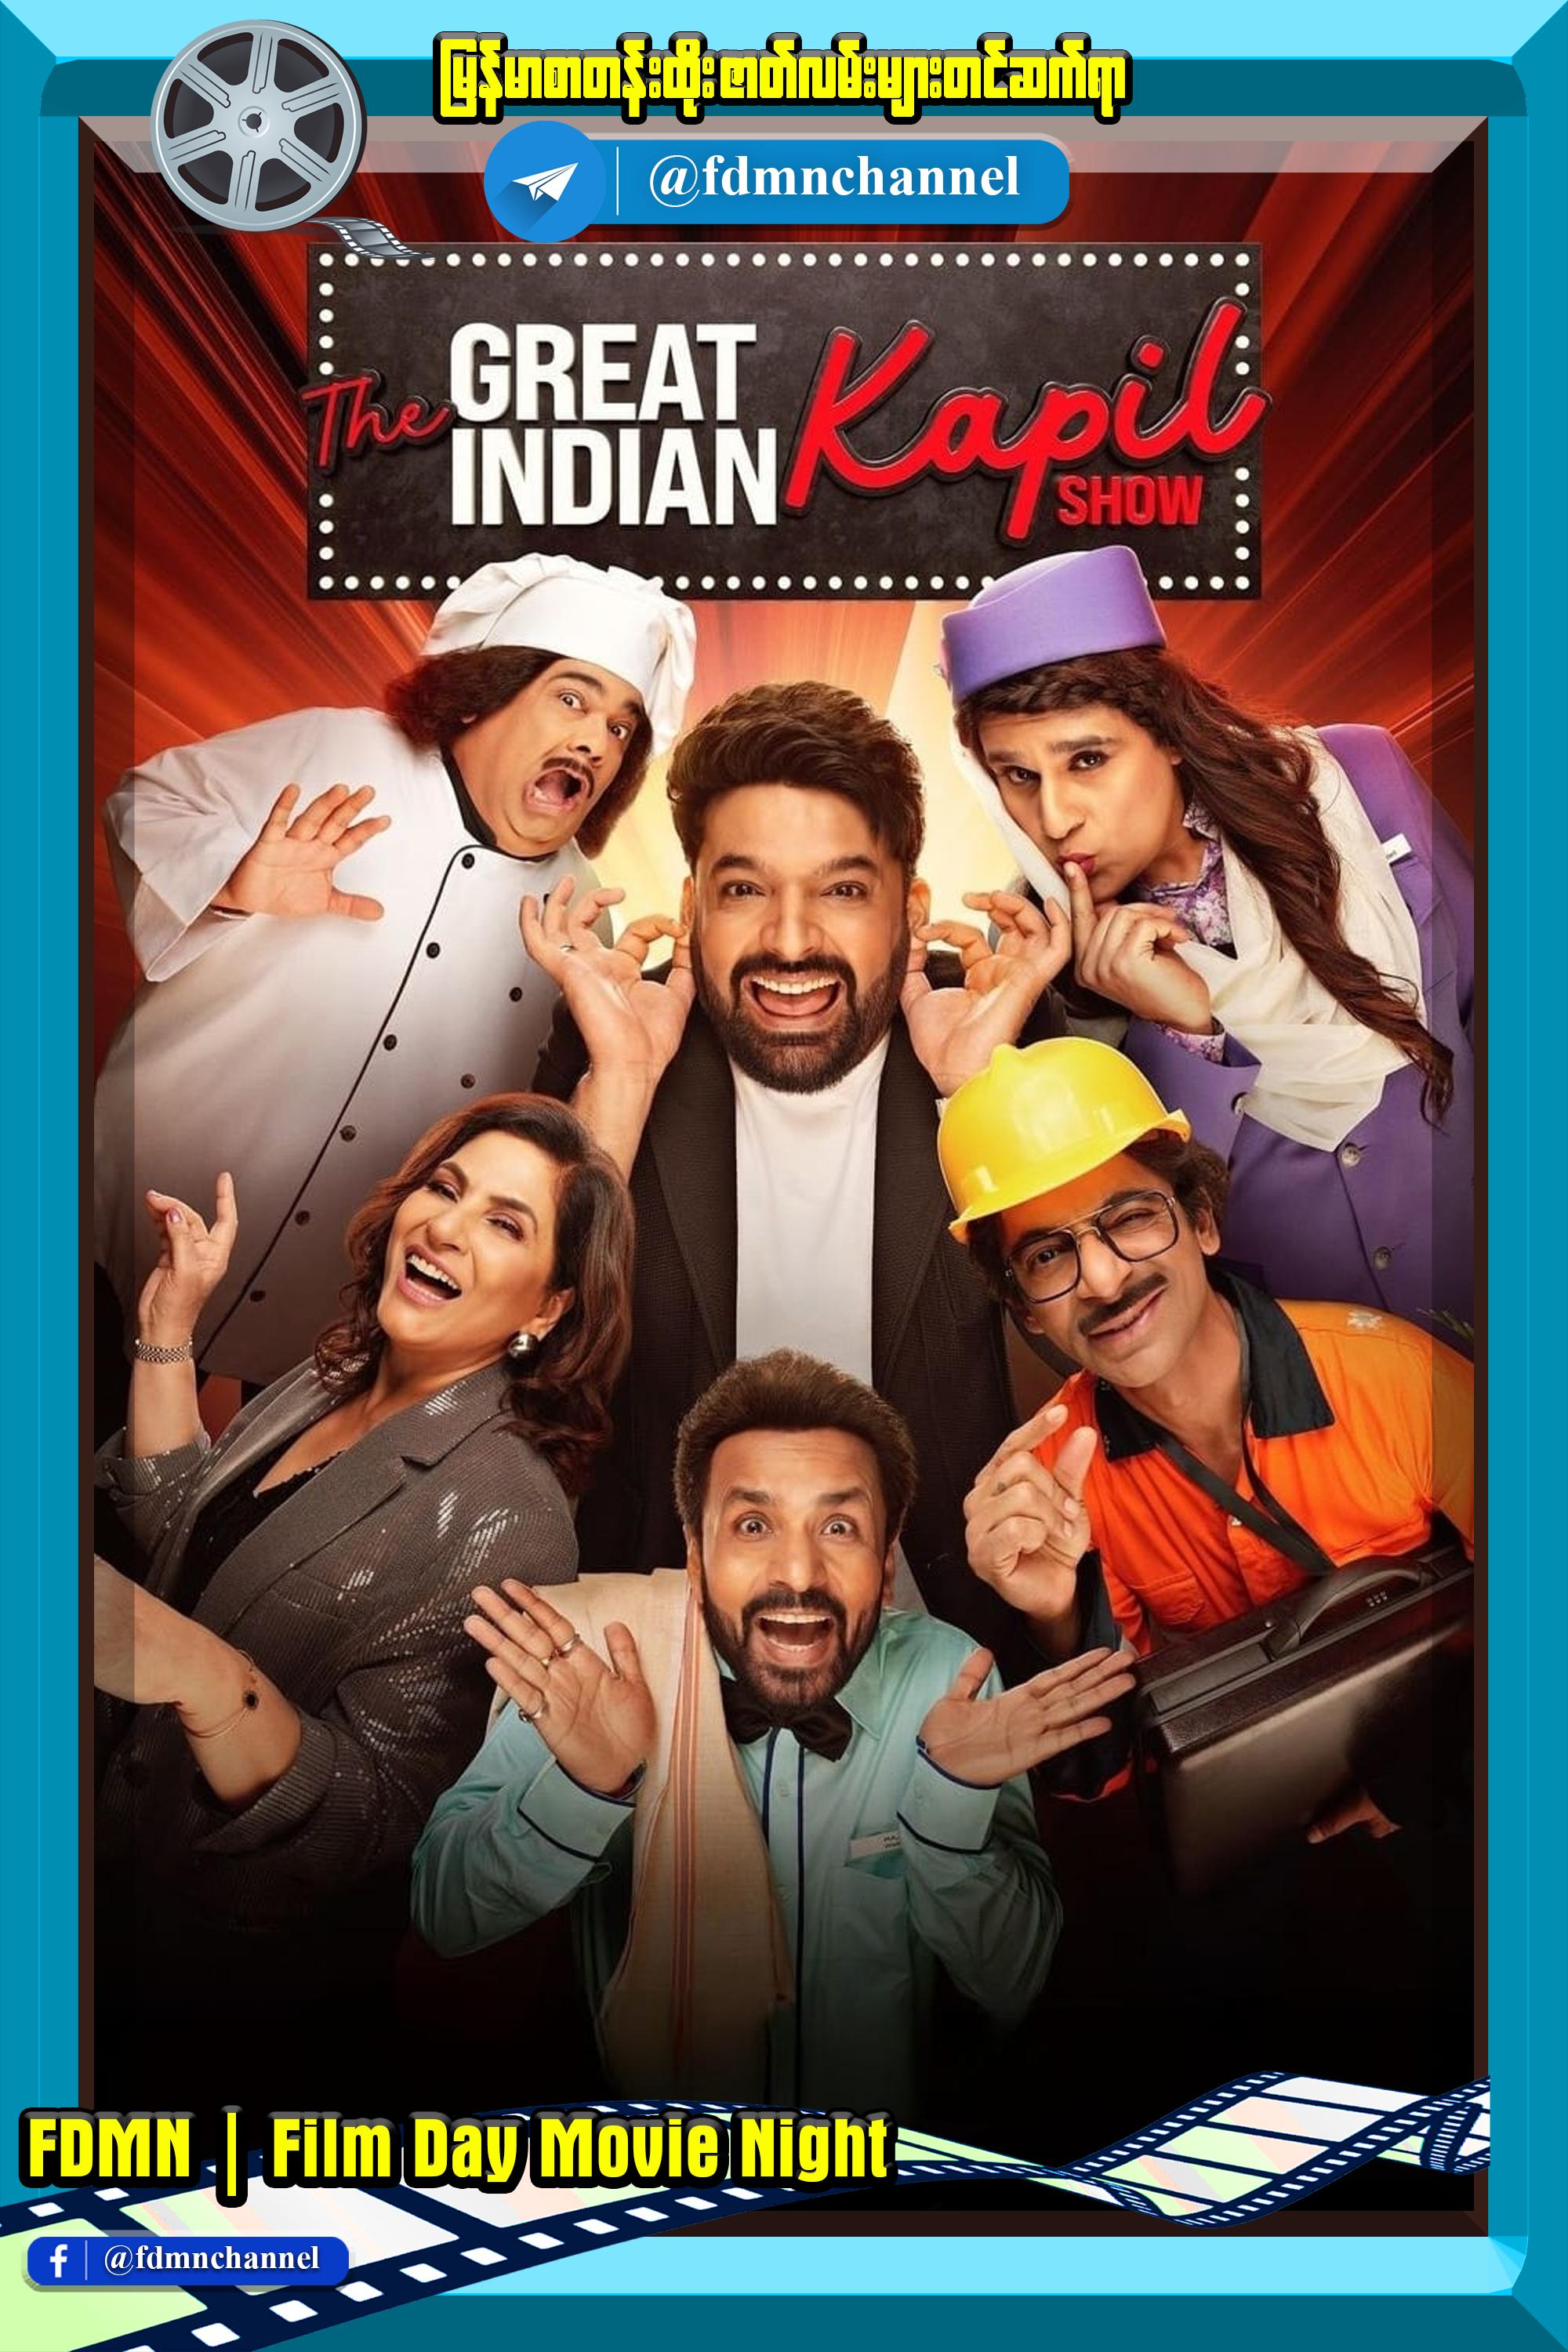 မြန်မာစာတန်းထိုး ဇာတ်လမ်းများတင်ဆက်ရာ
@fdmnchannel
The GREAT INDIAN Kapil SHOW
FDMN | Film Day Movie Night
@fdmnchannel